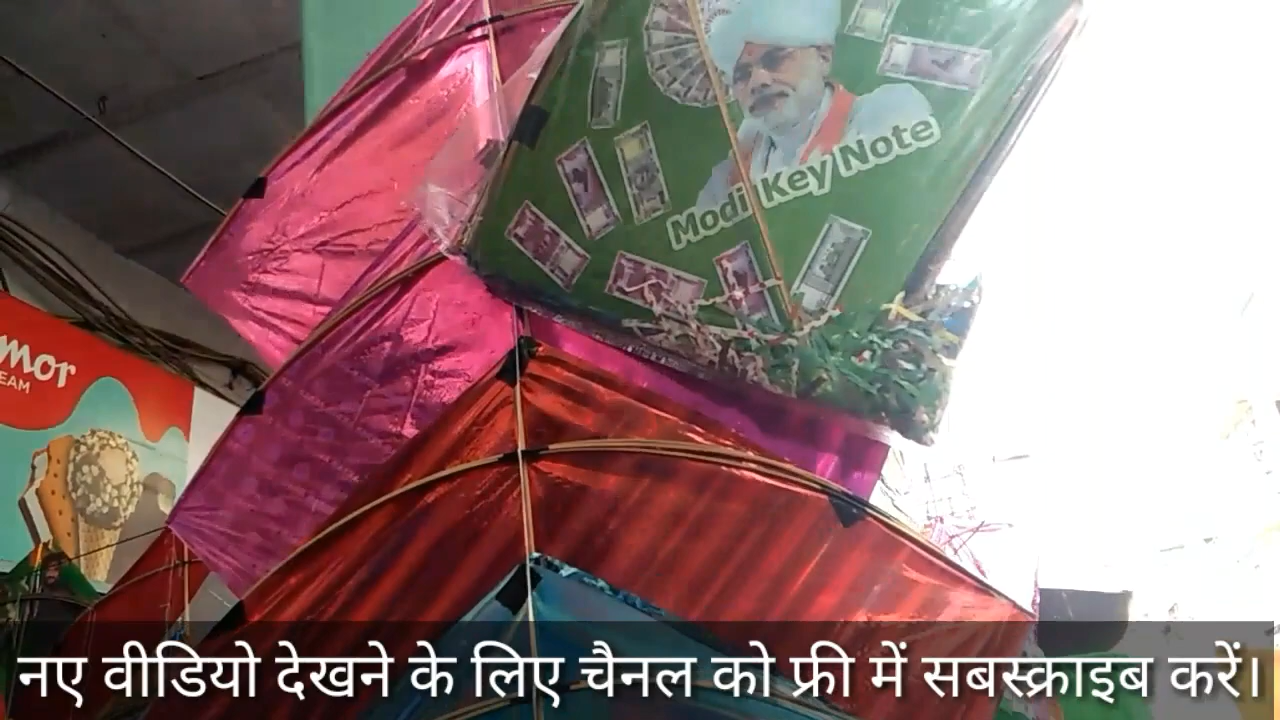 Modi Key Note
mor
EAM
नए वीडियो देखने के लिए चैनल को फ्री में सबस्क्राइब करें।